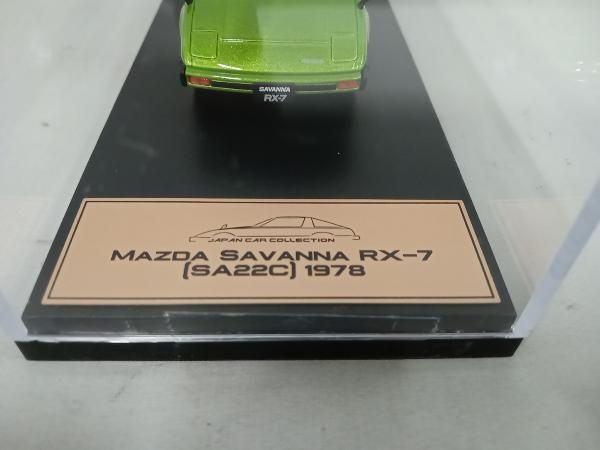 SAVANNA
RX-7
JAPAN CAR COLLECTION
MAZDA SAVANNA RX-7
(SA22C) 1978